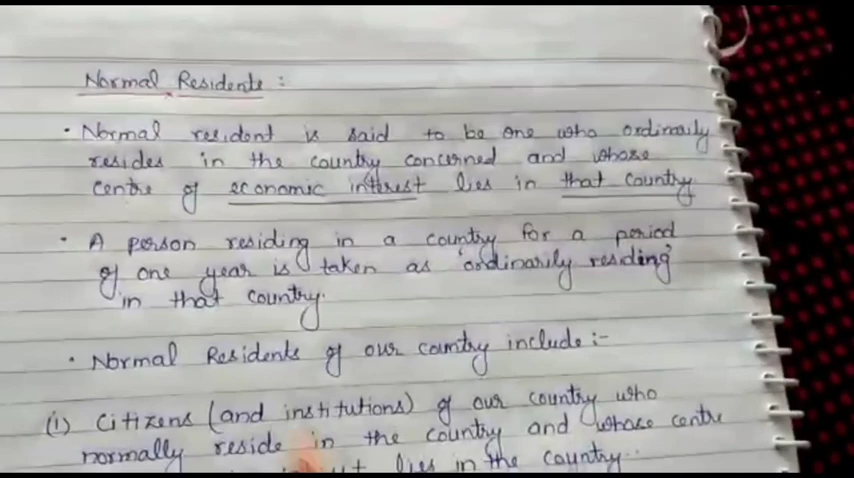 Normal Residents :
• Normal resident is said to be one who ordinarily
resides in the country concerned and whose
centre of economic interest lies in that country
• A person residing in a country for a period
of one year is taken as 'ordinarily residing'
in that country.
• Normal Residents of our country include :-
(i) Citizens (and institutions) of our country who
normally reside in the country and whose centre
lies in the country.